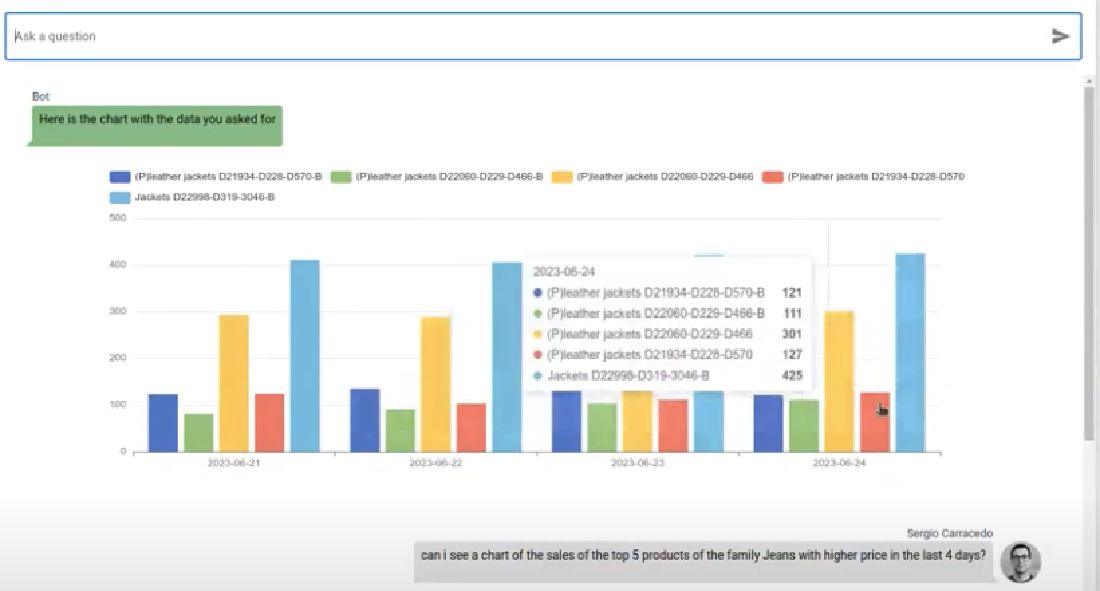 Ask a question
Bot
Here is the chart with the data you asked for
(P)leather jackets D21934-D228-D570-B (P)leather jackets D22060-D229-D466-B (P)leather jackets D22060-D229-D466 (P)leather jackets D21934-D228-D570
Jackets D22998-D319-3046-B
500
400
300
200
100
0
2023-06-24
(P)leather jackets D21934-D228-D570-B 121
(P)leather jackets D22060-D229-D466-B 111
(P)leather jackets D22060-D229-D466 301
(P)leather jackets D21934-D228-D570 127
Jackets D22998-D319-3046-B 425
2023-06-21 2023-06-22 2023-06-23 2023-06-24
Sergio Carracedo
can i see a chart of the sales of the top 5 products of the family Jeans with higher price in the last 4 days?